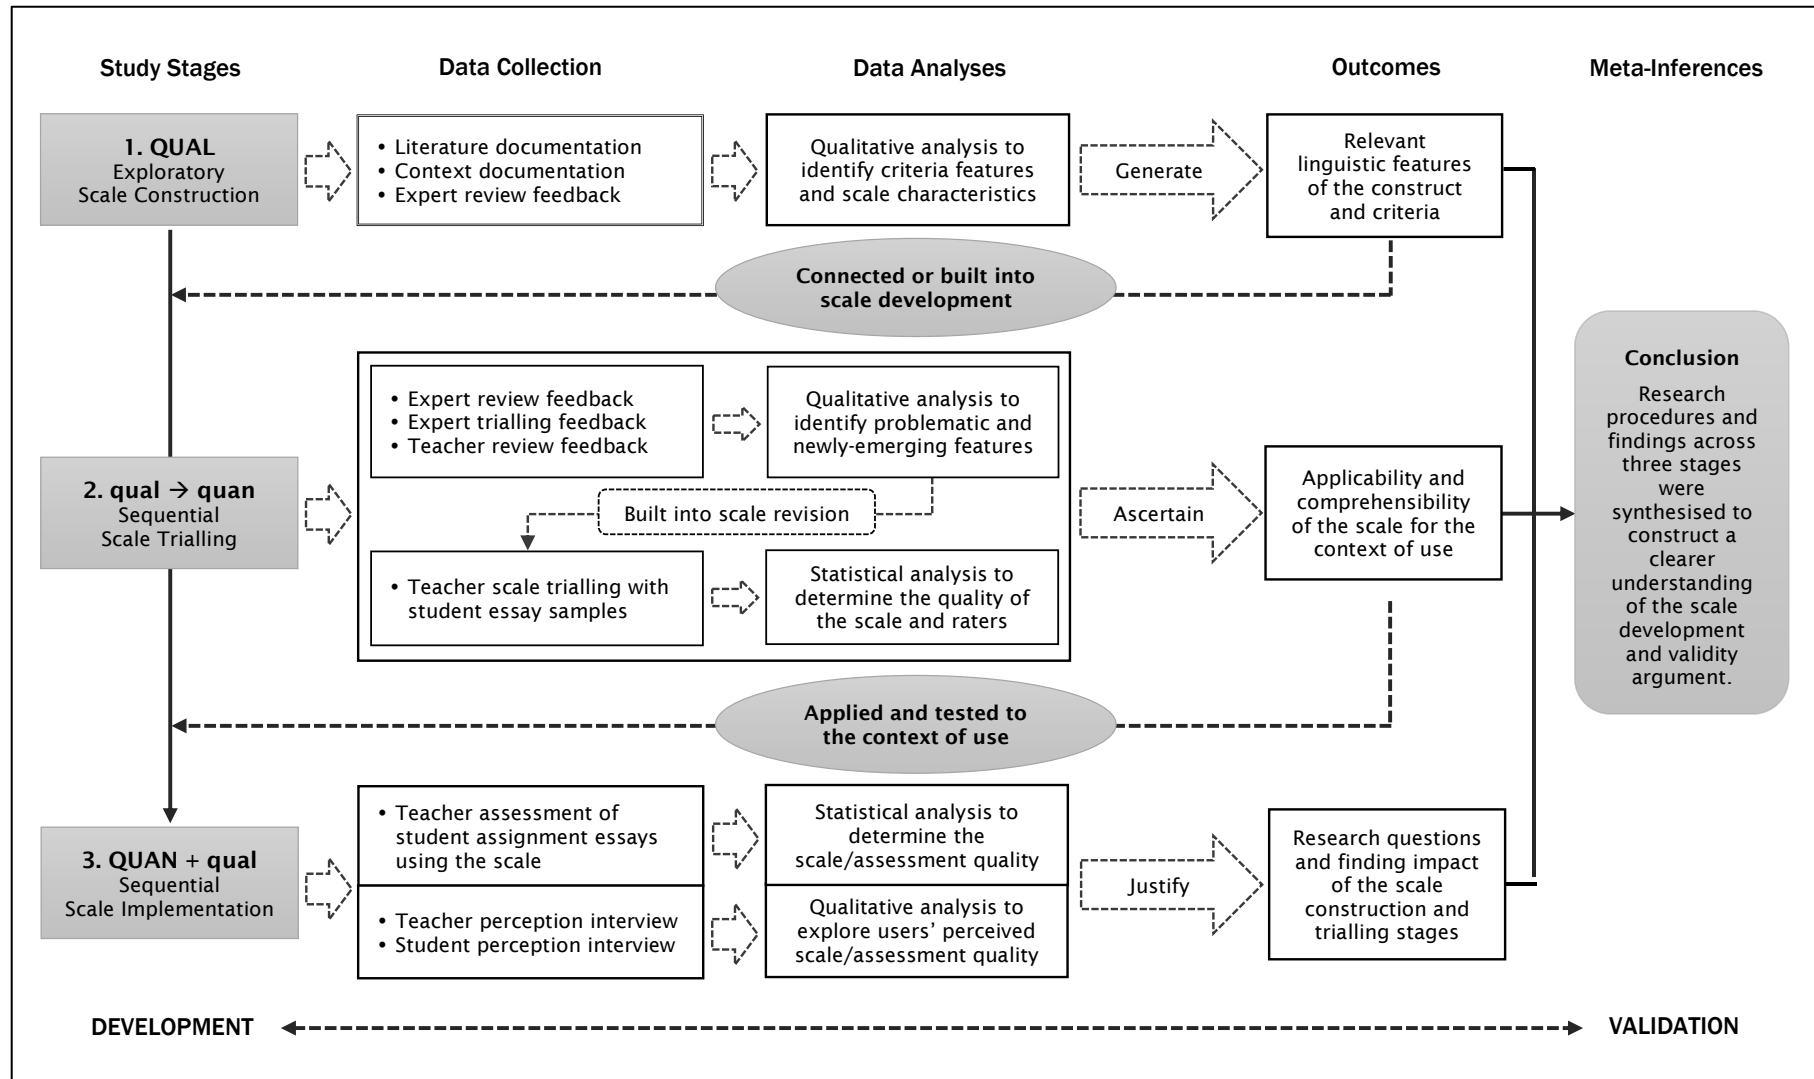 Study Stages
Data Collection
Data Analyses
Outcomes
Meta-Inferences
1. QUAL
Exploratory
Scale Construction
• Literature documentation
• Context documentation
• Expert review feedback
Qualitative analysis to
identify criteria features
and scale characteristics
Generate
Relevant
linguistic features
of the construct
and criteria
Connected or built into
scale development
2. qual → quan
Sequential
Scale Trialling
• Expert review feedback
• Expert trialling feedback
• Teacher review feedback
Qualitative analysis to
identify problematic and
newly-emerging features
Built into scale revision
• Teacher scale trialling with
student essay samples
Statistical analysis to
determine the quality of
the scale and raters
Ascertain
Applicability and
comprehensibility
of the scale for the
context of use
Conclusion
Research
procedures and
findings across
three stages
were
synthesised to
construct a
clearer
understanding
of the scale
development
and validity
argument.
Applied and tested to
the context of use
3. QUAN + qual
Sequential
Scale Implementation
• Teacher assessment of
student assignment essays
using the scale
Statistical analysis to
determine the
scale/assessment quality
• Teacher perception interview
• Student perception interview
Qualitative analysis to
explore users’ perceived
scale/assessment quality
Justify
Research questions
and finding impact
of the scale
construction and
trialling stages
DEVELOPMENT
VALIDATION